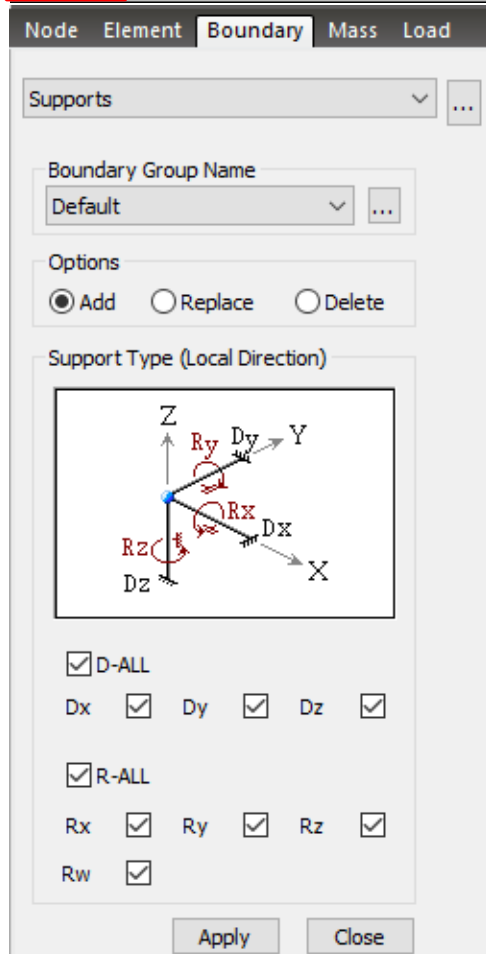 Node Element Boundary Mass Load
Supports
...
Boundary Group Name
Default
...
Options
Add Replace Delete
Support Type (Local Direction)
Z
Ry Dy Y
Rx
Dx
Rz
Dz
X
D-ALL
Dx Dy Dz
R-ALL
Rx Ry Rz
Rw
Apply Close